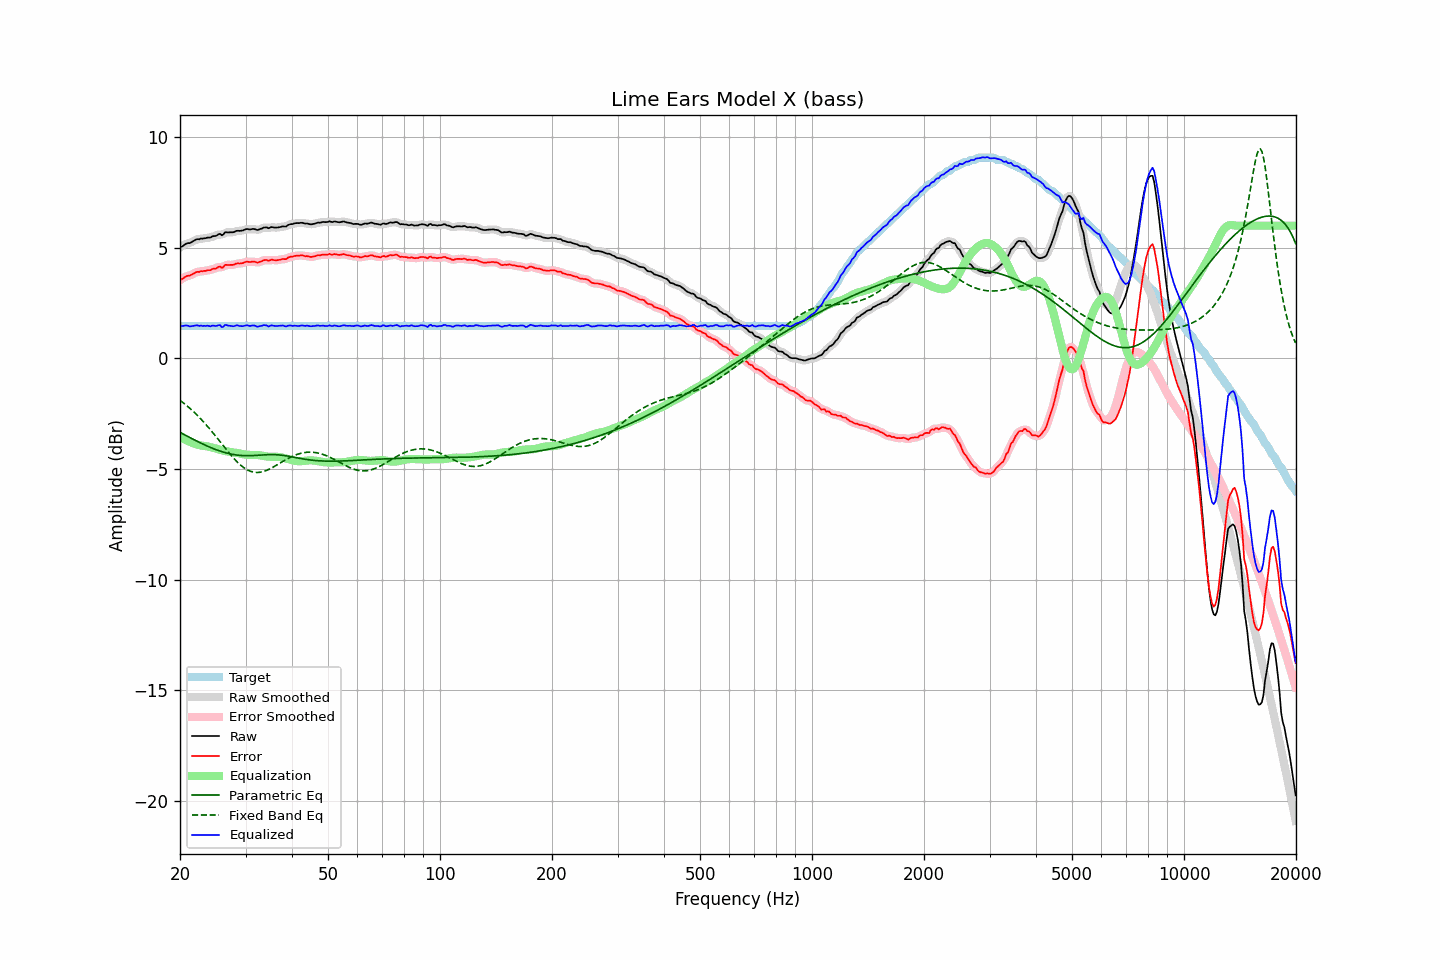 Lime Ears Model X (bass)
10
5
0
−5
−10
−15
−20
Amplitude (dBr)
Target
Raw Smoothed
Error Smoothed
Raw
Error
Equalization
Parametric Eq
Fixed Band Eq
Equalized
20 50 100 200 500 1000 2000 5000 10000 20000
Frequency (Hz)